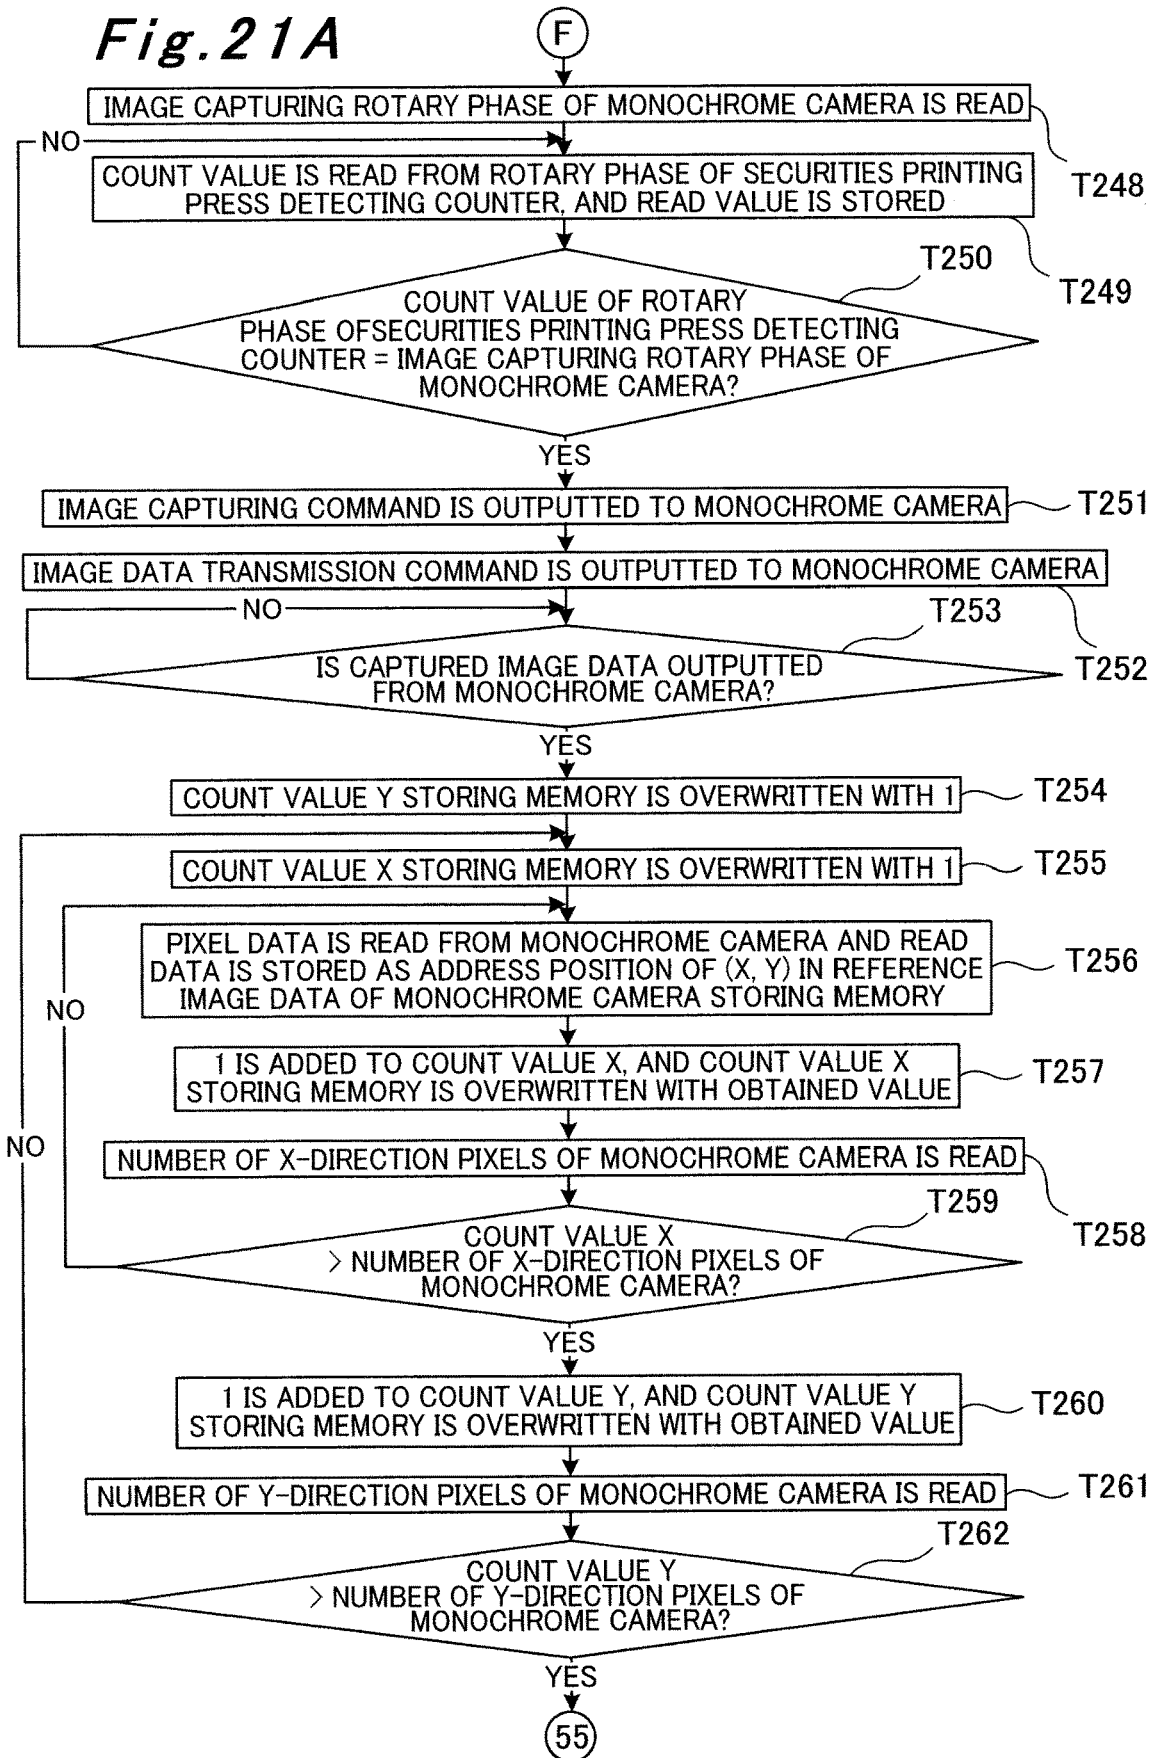 Fig.21A
F
IMAGE CAPTURING ROTARY PHASE OF MONOCHROME CAMERA IS READ
T248
NO
COUNT VALUE IS READ FROM ROTARY PHASE OF SECURITIES PRINTING
PRESS DETECTING COUNTER, AND READ VALUE IS STORED
T249
T250
COUNT VALUE OF ROTARY
PHASE OFSECURITIES PRINTING PRESS DETECTING
COUNTER = IMAGE CAPTURING ROTARY PHASE OF
MONOCHROME CAMERA?
YES
IMAGE CAPTURING COMMAND IS OUTPUTTED TO MONOCHROME CAMERA
T251
IMAGE DATA TRANSMISSION COMMAND IS OUTPUTTED TO MONOCHROME CAMERA
T252
NO
T253
IS CAPTURED IMAGE DATA OUTPUTTED
FROM MONOCHROME CAMERA?
YES
COUNT VALUE Y STORING MEMORY IS OVERWRITTEN WITH 1
T254
COUNT VALUE X STORING MEMORY IS OVERWRITTEN WITH 1
T255
PIXEL DATA IS READ FROM MONOCHROME CAMERA AND READ
DATA IS STORED AS ADDRESS POSITION OF (X, Y) IN REFERENCE
IMAGE DATA OF MONOCHROME CAMERA STORING MEMORY
T256
NO
1 IS ADDED TO COUNT VALUE X, AND COUNT VALUE X
STORING MEMORY IS OVERWRITTEN WITH OBTAINED VALUE
T257
NO
NUMBER OF X-DIRECTION PIXELS OF MONOCHROME CAMERA IS READ
T258
T259
COUNT VALUE X
> NUMBER OF X-DIRECTION PIXELS OF
MONOCHROME CAMERA?
YES
1 IS ADDED TO COUNT VALUE Y, AND COUNT VALUE Y
STORING MEMORY IS OVERWRITTEN WITH OBTAINED VALUE
T260
NUMBER OF Y-DIRECTION PIXELS OF MONOCHROME CAMERA IS READ
T261
T262
COUNT VALUE Y
> NUMBER OF Y-DIRECTION PIXELS OF
MONOCHROME CAMERA?
YES
55